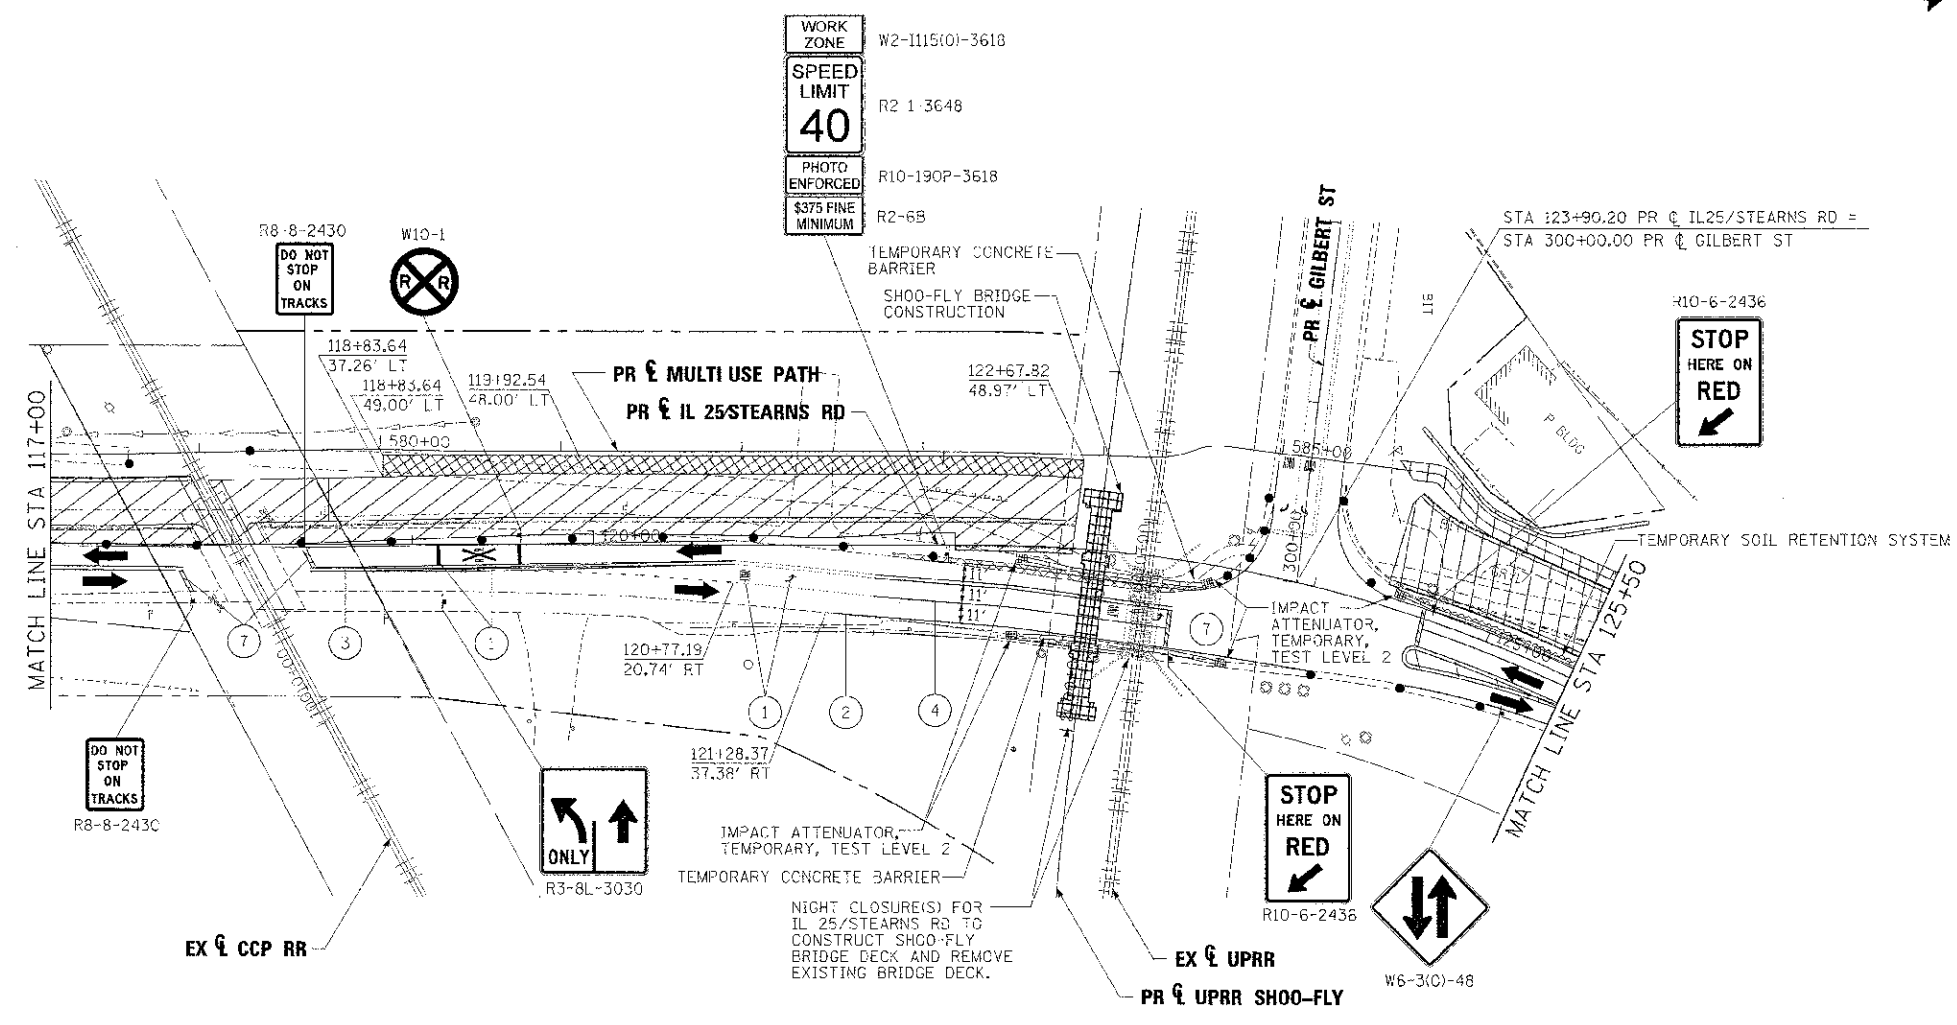 WORK
ZONE
W2-I115(O)-3618
SPEED
LIMIT
40
R2 1-3648
PHOTO
ENFORCED
R10-190P-3618
$375 FINE
MINIMUM
R2-6B
TEMPORARY CONCRETE
BARRIER
SHOO-FLY BRIDGE
CONSTRUCTION
PR ℄ GILBERT ST
STA 123+90.20 PR ℄ IL25/STEARNS RD =
STA 300+00.00 PR ℄ GILBERT ST
R8-8-2430
DO NOT
STOP
ON
TRACKS
W10-1
R R
BIT
R10-6-2436
STOP
HERE ON
RED
118+83.64
37.26' LT
118+83.64
49.00' LT
119+92.54
48.00' LT
PR ℄ MULTI USE PATH
PR ℄ IL 25/STEARNS RD
122+67.82
48.97' LT
P BLDG
MATCH LINE STA 117+00
580+00
585+00
120+00
300+00
TEMPORARY SOIL RETENTION SYSTEM
11'
11'
11'
IMPACT
ATTENUATOR,
TEMPORARY,
TEST LEVEL 2
125+00
MATCH LINE STA 125+50
7
3
1
7
120+77.19
20.74' RT
1
2
4
121+28.37
37.38' RT
DO NOT
STOP
ON
TRACKS
R8-8-2430
ONLY
R3-8L-3030
IMPACT ATTENUATOR,
TEMPORARY, TEST LEVEL 2
TEMPORARY CONCRETE BARRIER
NIGHT CLOSURE(S) FOR
IL 25/STEARNS RD TO
CONSTRUCT SHOO-FLY
BRIDGE DECK AND REMOVE
EXISTING BRIDGE DECK.
STOP
HERE ON
RED
R10-6-2436
W6-3(O)-48
EX ℄ CCP RR
EX ℄ UPRR
PR ℄ UPRR SHOO-FLY